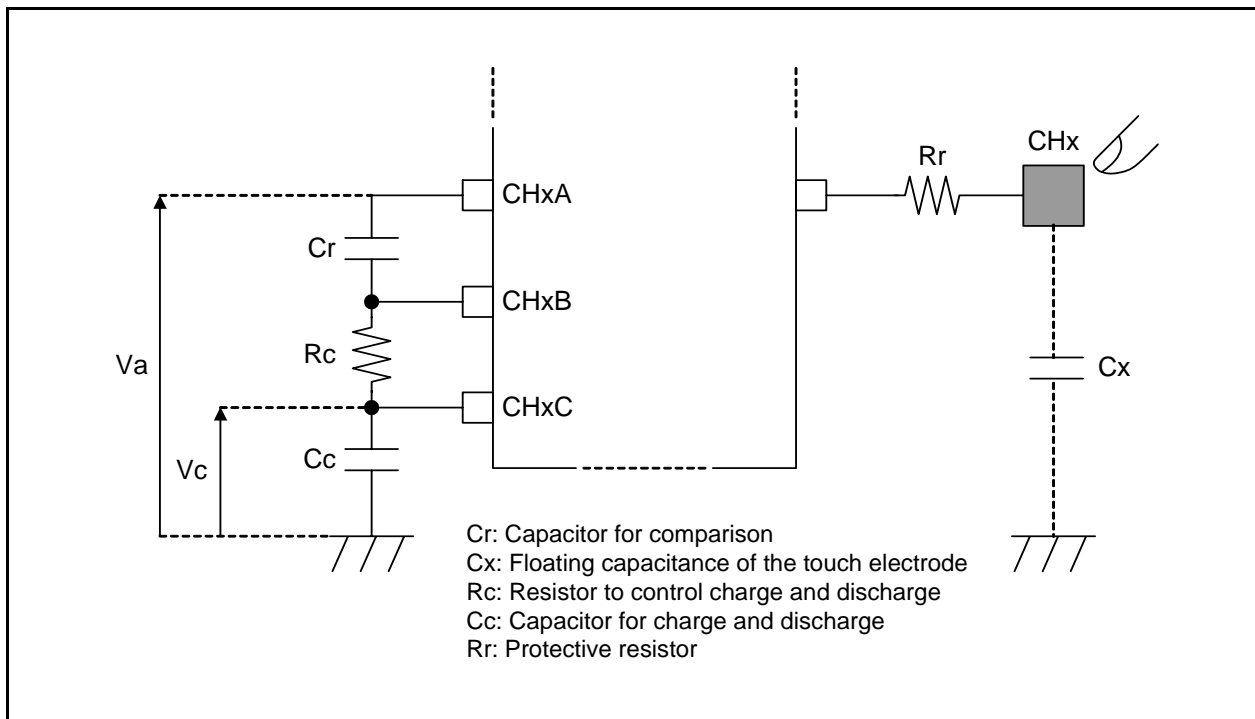 CHx
Rr
CHxA
Cr
CHxB
Rc
Va
Cx
CHxC
Cc
Vc
Cr: Capacitor for comparison
Cx: Floating capacitance of the touch electrode
Rc: Resistor to control charge and discharge
Cc: Capacitor for charge and discharge
Rr: Protective resistor